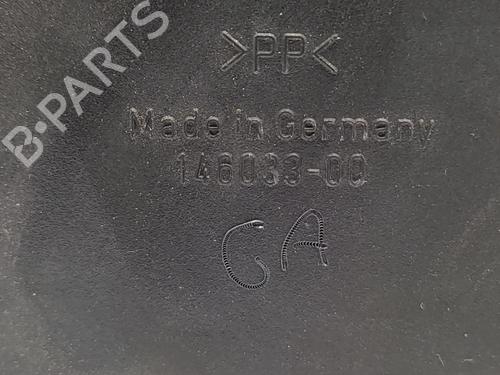 >PP<
Made in Germany
146033-00
GA
B-PARTS